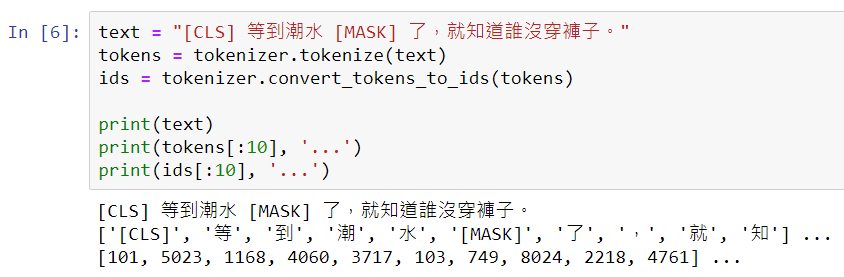 In [6]: text = "[CLS] 等到潮水 [MASK] 了，就知道誰沒穿褲子。"
tokens = tokenizer.tokenize(text)
ids = tokenizer.convert_tokens_to_ids(tokens)
print(text)
print(tokens[:10], '...')
print(ids[:10], '...')
[CLS] 等到潮水 [MASK] 了，就知道誰沒穿褲子。
['[CLS]', '等', '到', '潮', '水', '[MASK]', '了', '，', '就', '知'] ...
[101, 5023, 1168, 4060, 3717, 103, 749, 8024, 2218, 4761] ...